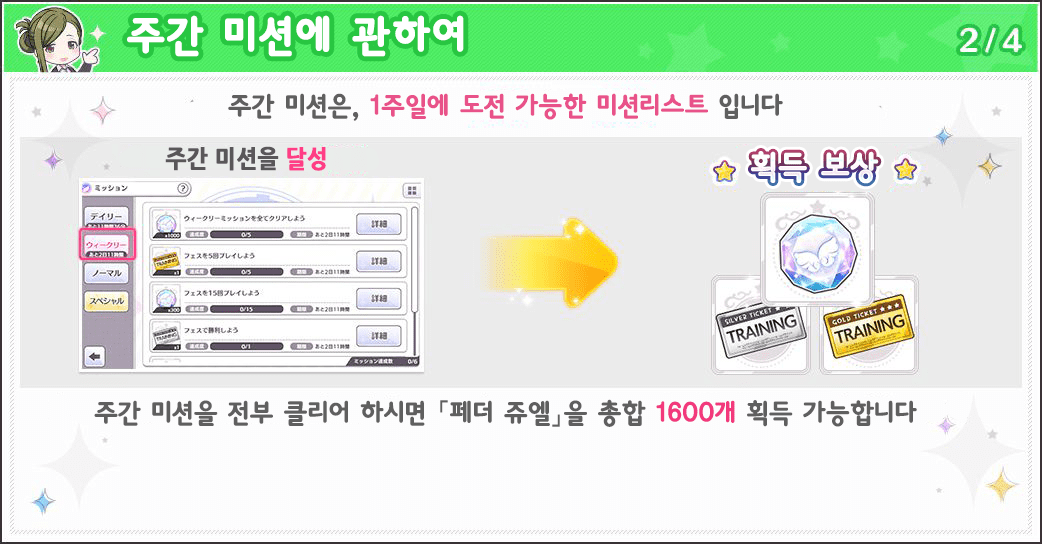 주간 미션에 관하여
2/4
주간 미션은, 1주일에 도전 가능한 미션리스트 입니다
주간 미션을 달성
획득 보상
ミッション
?
デイリー
ウィークリー
あと2日11時間
ノーマル
スペシャル
ウィークリーミッションを全てクリアしよう
x1000
達成度 0/5 期限 あと2日11時間
詳細
フェスを5回プレイしよう
x1
達成度 0/5 期限 あと2日11時間
詳細
フェスを15回プレイしよう
x300
達成度 0/15 期限 あと2日11時間
詳細
フェスで勝利しよう
TRAINING
x1
達成度 0/1 期限 あと2日11時間
詳細
ミッション達成数 0/6
SILVER TICKET
TRAINING
GOLD TICKET
TRAINING
주간 미션을 전부 클리어 하시면 「페더 쥬엘」을 총합 1600개 획득 가능합니다